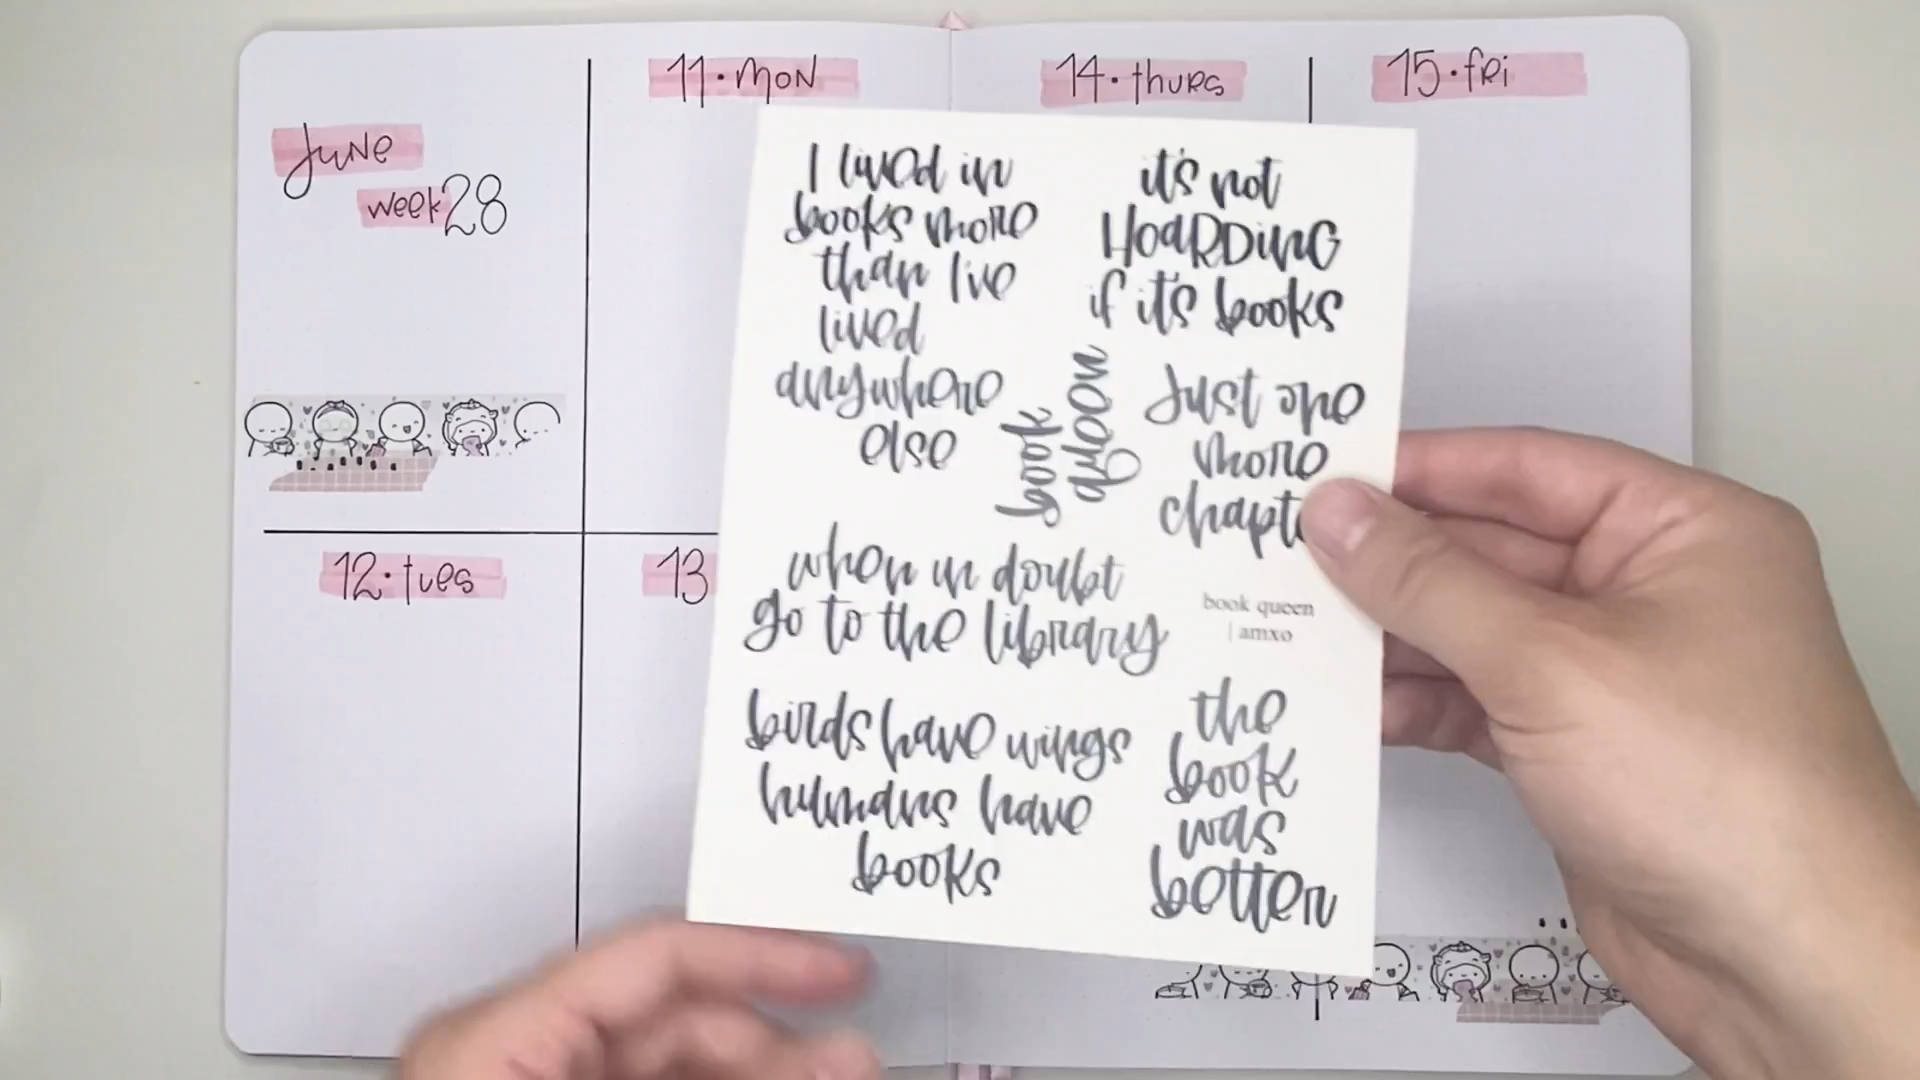 11·mon
14·thurs
15·fri
June
week 28
12·tues
13
I lived in
books more
than I've
lived
anywhere
else
it's not
HOARDING
if it's books
book
queen
Just one
more
chapt
when in doubt
go to the library
book queen
| amxo
birds have wings
humans have
books
the
book
was
better